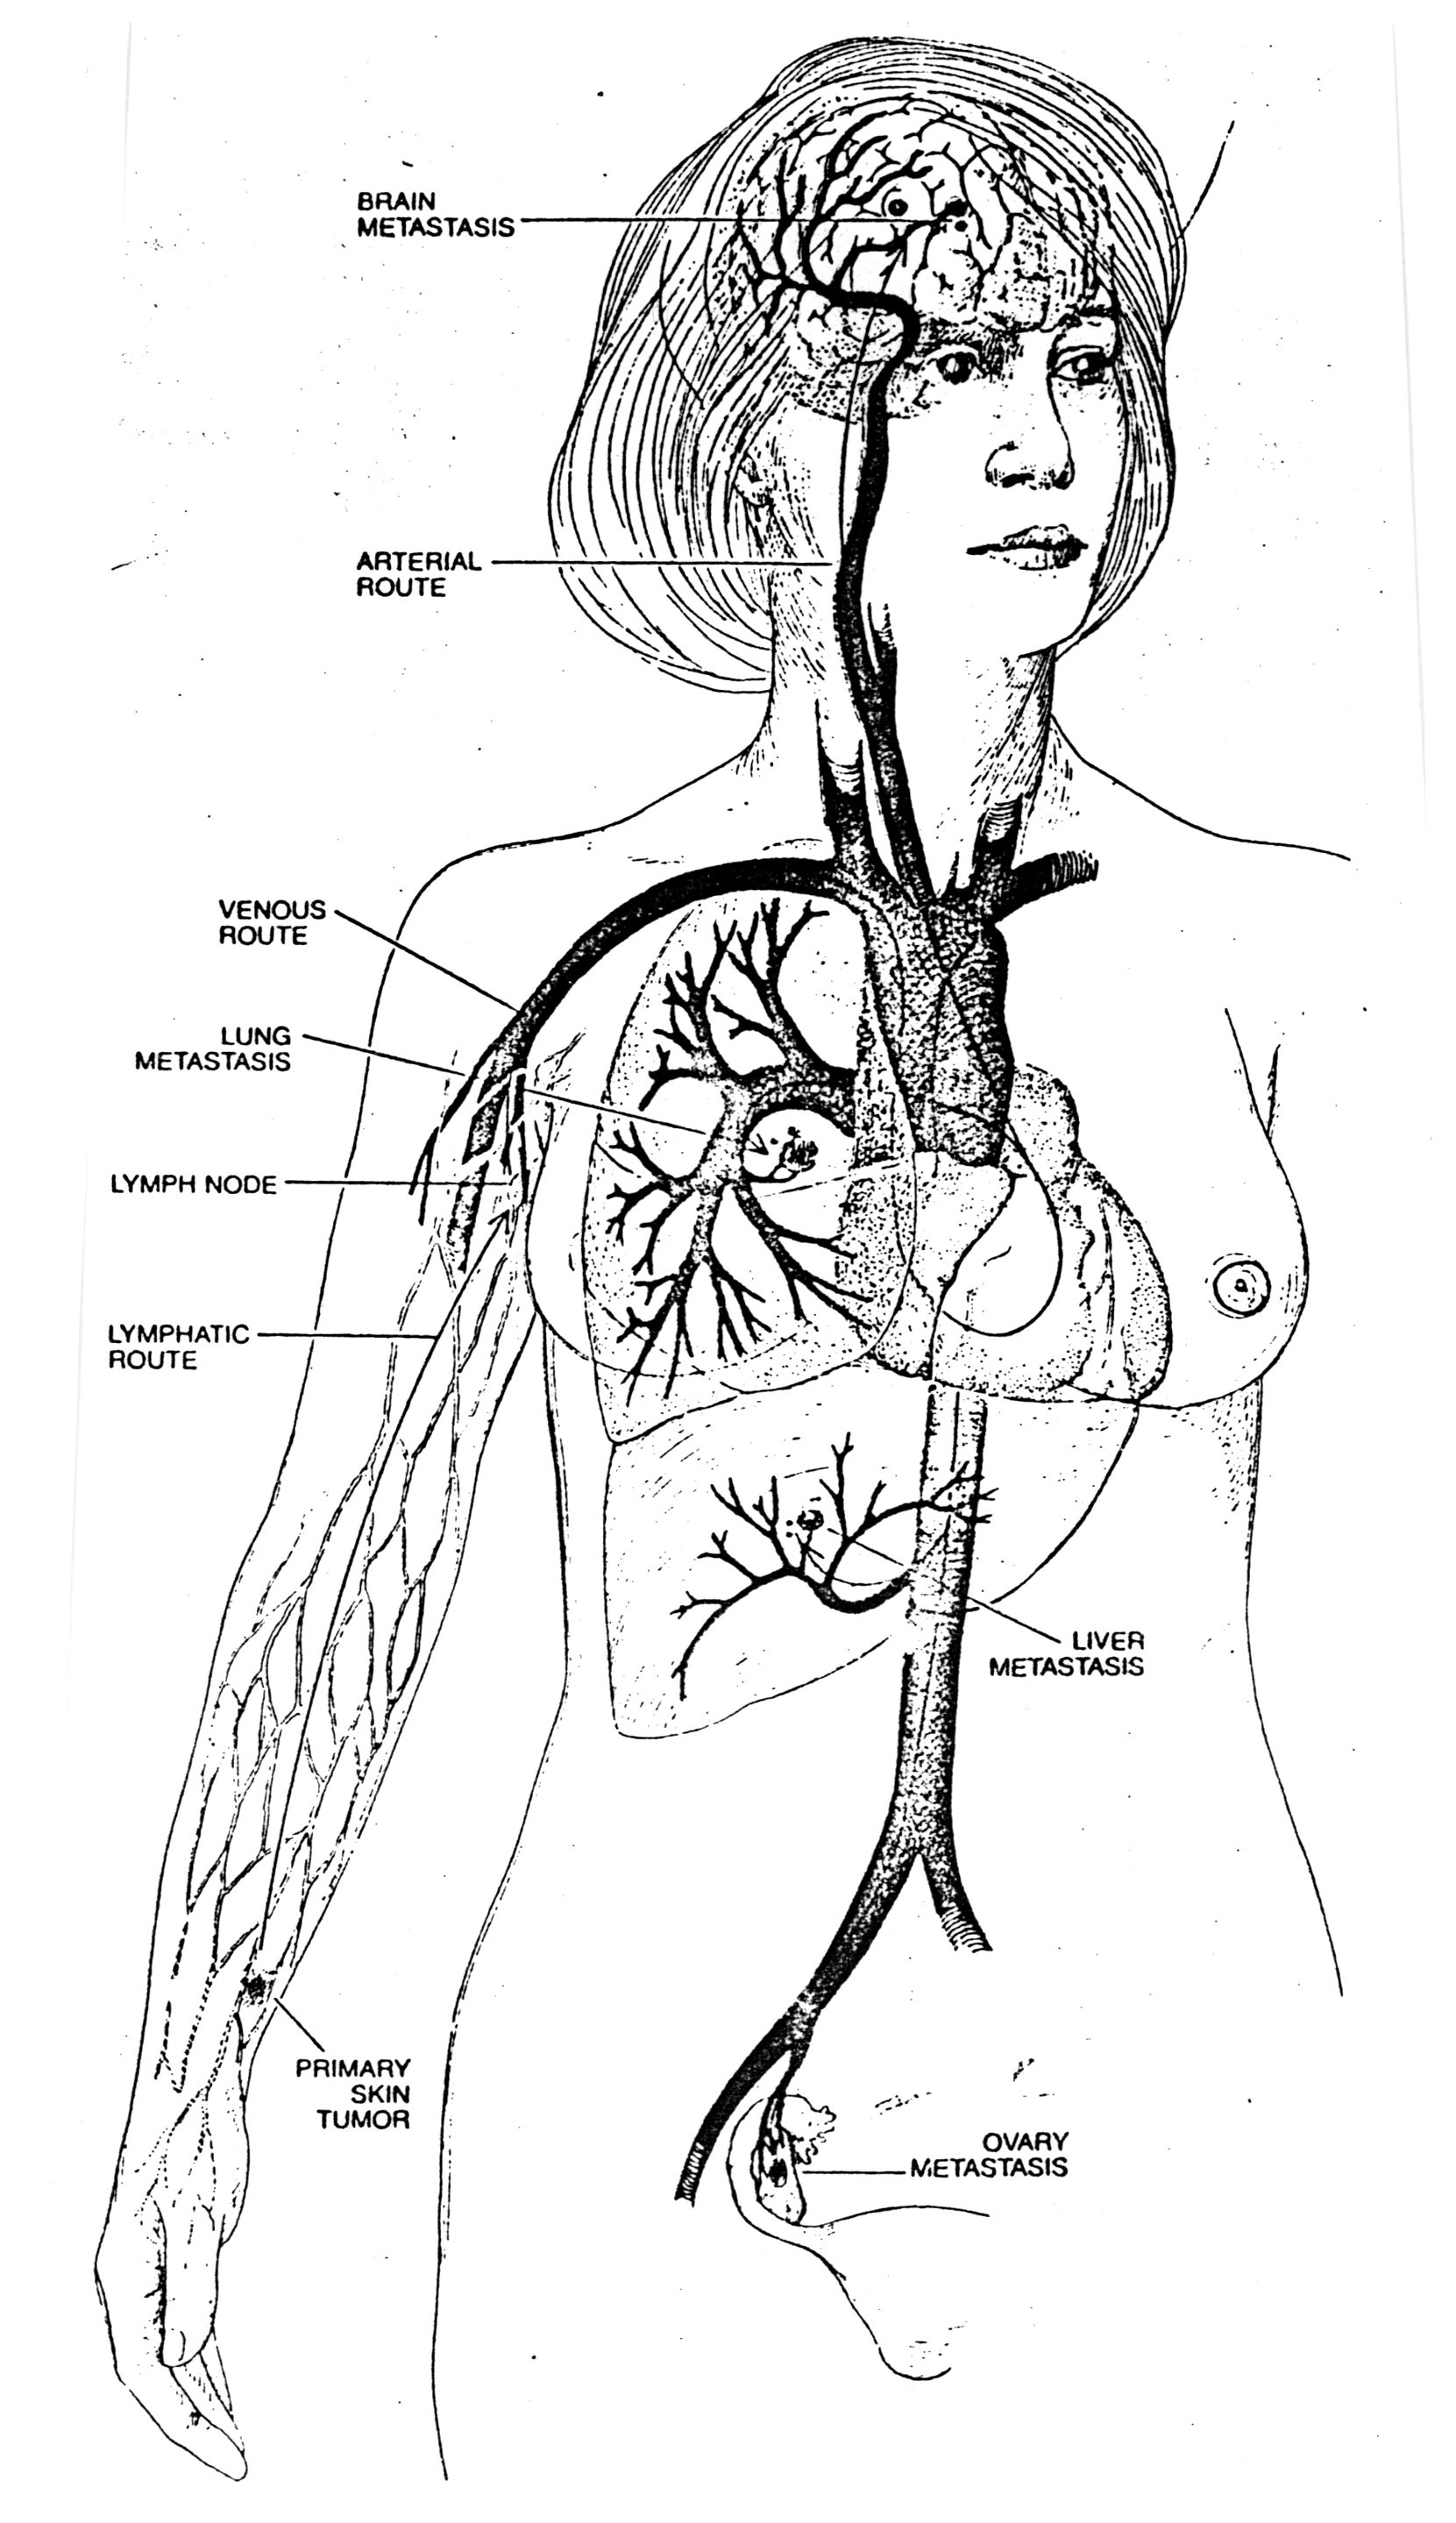 BRAIN
METASTASIS
ARTERIAL
ROUTE
VENOUS
ROUTE
LUNG
METASTASIS
LYMPH NODE
LYMPHATIC
ROUTE
LIVER
METASTASIS
PRIMARY
SKIN
TUMOR
OVARY
METASTASIS